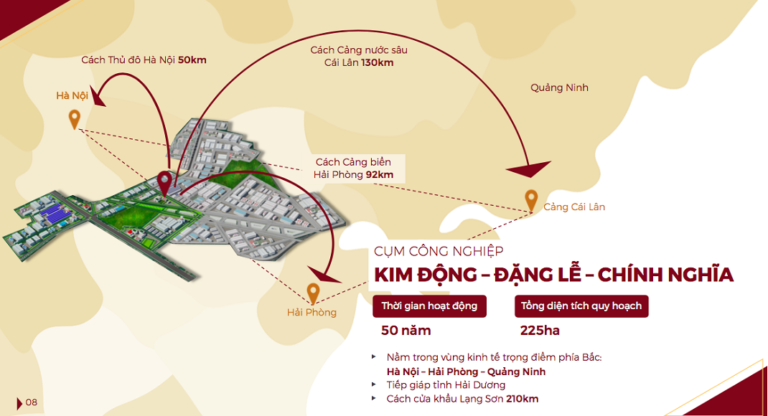 Cách Thủ đô Hà Nội 50km
Cách Cảng nước sâu
Cái Lân 130km
Quảng Ninh
Hà Nội
Cách Cảng biển
Hải Phòng 92km
Cảng Cái Lân
Hải Phòng
CỤM CÔNG NGHIỆP
KIM ĐỘNG – ĐẶNG LỄ – CHÍNH NGHĨA
Thời gian hoạt động
Tổng diện tích quy hoạch
50 năm
225ha
Nằm trong vùng kinh tế trọng điểm phía Bắc:
Hà Nội – Hải Phòng – Quảng Ninh
Tiếp giáp tỉnh Hải Dương
Cách cửa khẩu Lạng Sơn 210km
08